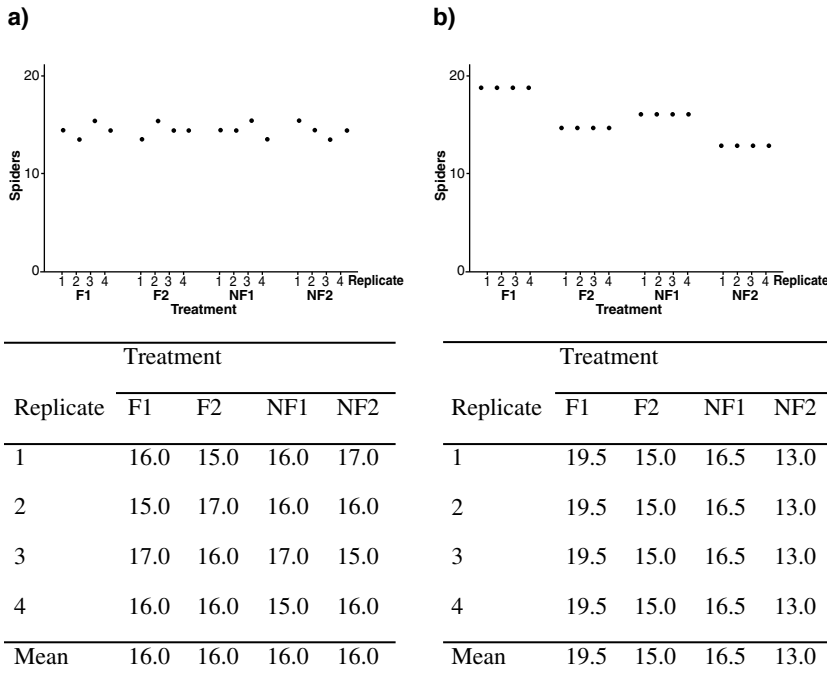 a)
20
10
0
Spiders
1 2 3 4 1 2 3 4 1 2 3 4 1 2 3 4 Replicate
F1 F2 NF1 NF2
Treatment
Treatment
Replicate F1 F2 NF1 NF2
1 16.0 15.0 16.0 17.0
2 15.0 17.0 16.0 16.0
3 17.0 16.0 17.0 15.0
4 16.0 16.0 15.0 16.0
Mean 16.0 16.0 16.0 16.0
b)
20
10
0
Spiders
1 2 3 4 1 2 3 4 1 2 3 4 1 2 3 4 Replicate
F1 F2 NF1 NF2
Treatment
Treatment
Replicate F1 F2 NF1 NF2
1 19.5 15.0 16.5 13.0
2 19.5 15.0 16.5 13.0
3 19.5 15.0 16.5 13.0
4 19.5 15.0 16.5 13.0
Mean 19.5 15.0 16.5 13.0